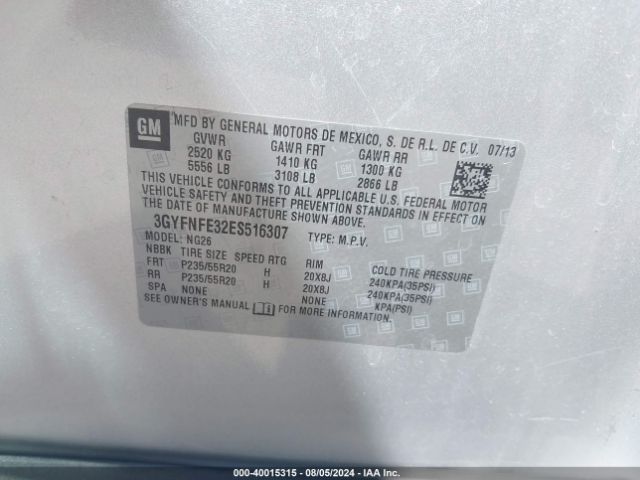 GM
MFD BY GENERAL MOTORS DE MEXICO, S. DE R.L. DE C.V. 07/13
GVWR GAWR FRT GAWR RR
2520 KG 1410 KG 1300 KG
5556 LB 3108 LB 2866 LB
THIS VEHICLE CONFORMS TO ALL APPLICABLE U.S. FEDERAL MOTOR
VEHICLE SAFETY AND THEFT PREVENTION STANDARDS IN EFFECT ON
THE DATE OF MANUFACTURE SHOWN ABOVE.
3GYFNFE32ES516307 TYPE: M.P.V.
MODEL: NG26
NBBK TIRE SIZE SPEED RTG RIM COLD TIRE PRESSURE
FRT P235/55R20 H 20X8J 240KPA(35PSI)
RR P235/55R20 H 20X8J 240KPA(35PSI)
SPA NONE NONE KPA(PSI)
SEE OWNER'S MANUAL FOR MORE INFORMATION.
000-40015315 - 08/05/2024 - IAA Inc.